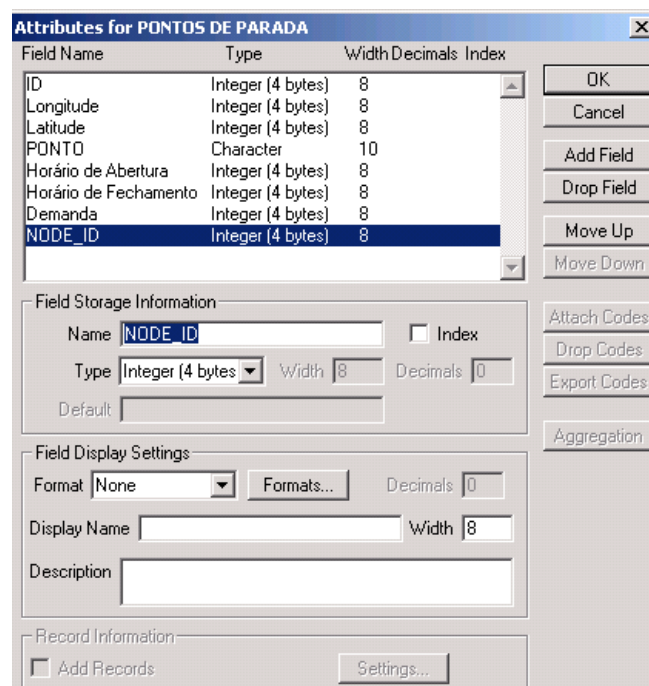 Attributes for PONTOS DE PARADA
Field Name Type Width Decimals Index
ID Integer (4 bytes) 8
Longitude Integer (4 bytes) 8
Latitude Integer (4 bytes) 8
PONTO Character 10
Horário de Abertura Integer (4 bytes) 8
Horário de Fechamento Integer (4 bytes) 8
Demanda Integer (4 bytes) 8
NODE_ID Integer (4 bytes) 8
OK
Cancel
Add Field
Drop Field
Move Up
Move Down
Attach Codes
Drop Codes
Export Codes
Aggregation
Field Storage Information
Name NODE_ID Index
Type Integer (4 bytes Width 8 Decimals 0
Default
Field Display Settings
Format None Formats... Decimals 0
Display Name Width 8
Description
Record Information
Add Records Settings...